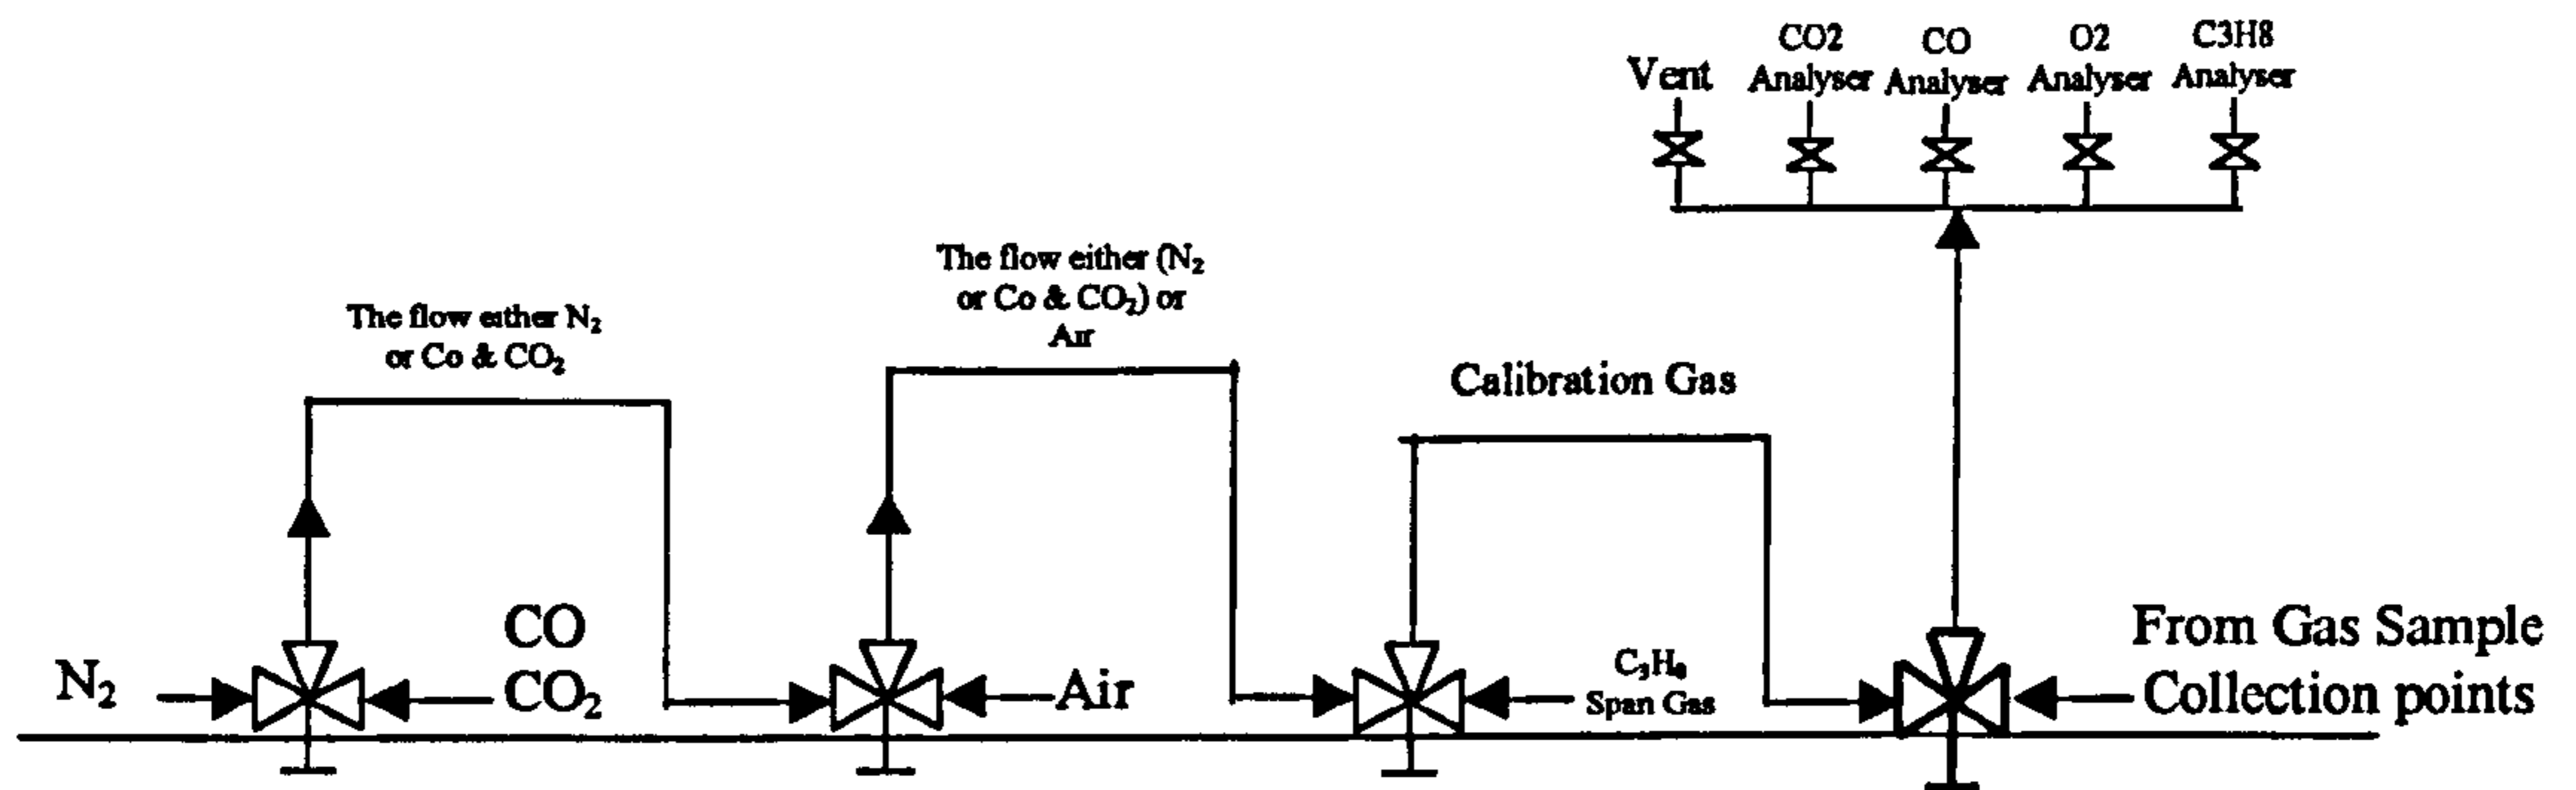 Vent
CO2
Analyser
CO
Analyser
O2
Analyser
C3H8
Analyser
The flow either N₂
or Co & CO₂
The flow either (N₂
or Co & CO₂) or
Air
Calibration Gas
N₂
CO
CO₂
Air
C₃H₈
Span Gas
From Gas Sample
Collection points